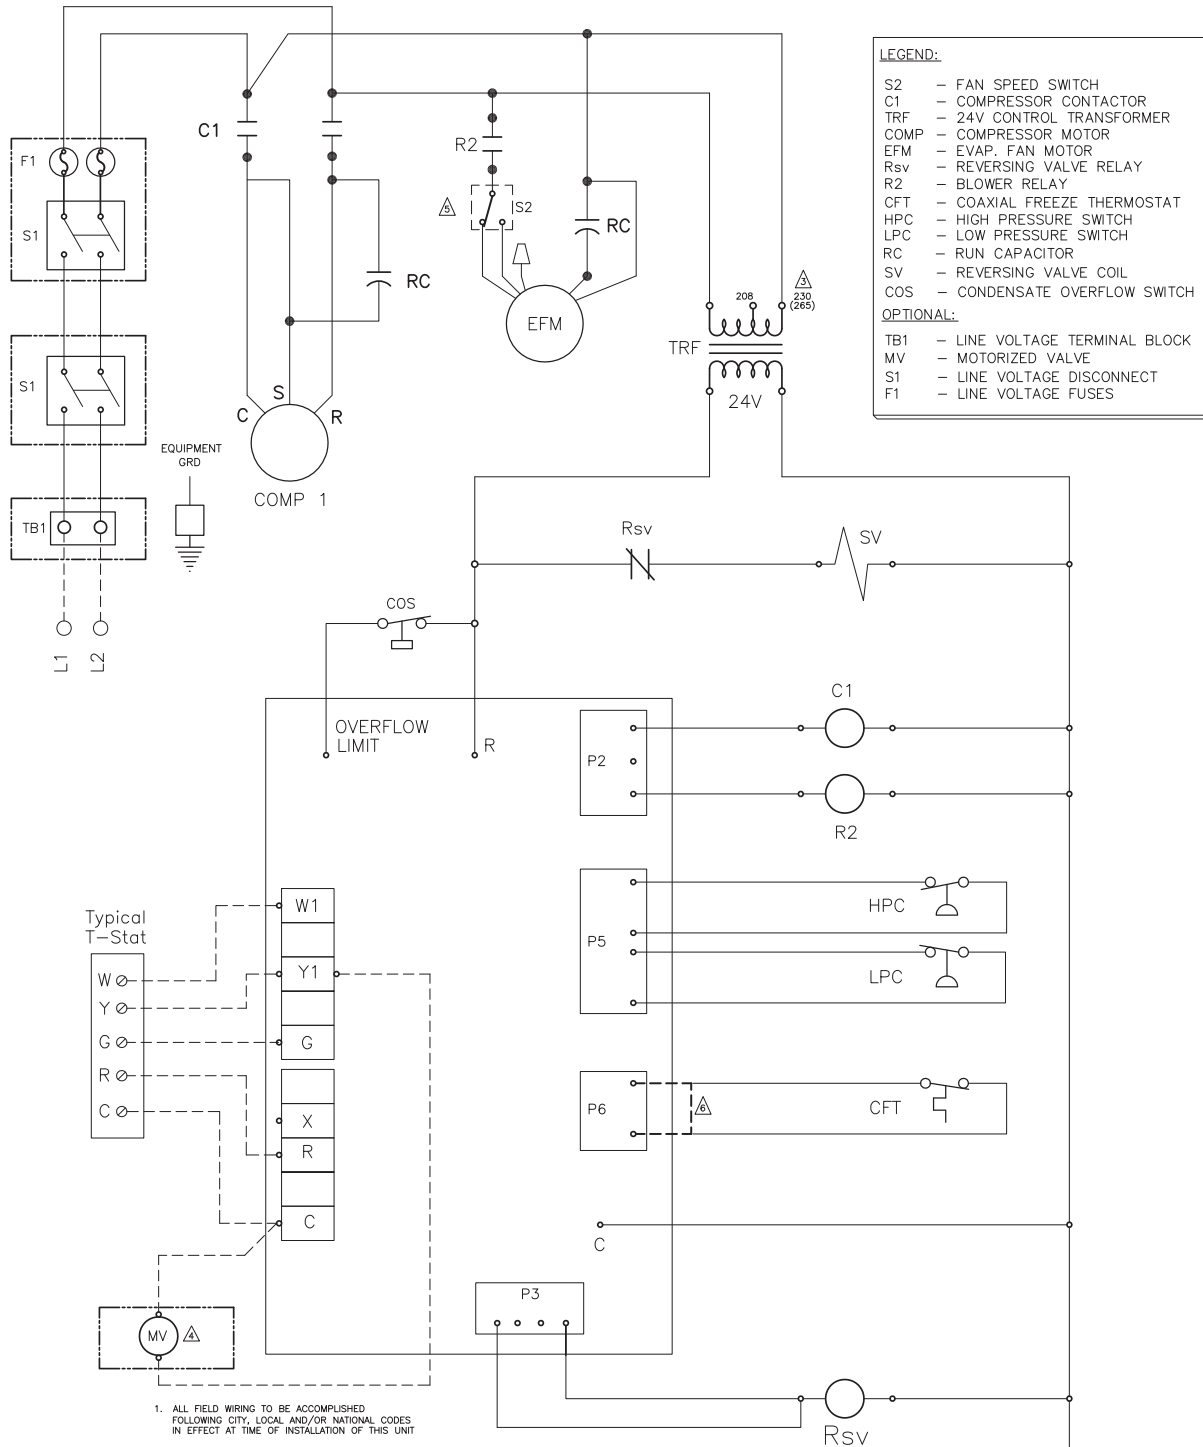 LEGEND:
S2 – FAN SPEED SWITCH
C1 – COMPRESSOR CONTACTOR
TRF – 24V CONTROL TRANSFORMER
COMP – COMPRESSOR MOTOR
EFM – EVAP. FAN MOTOR
Rsv – REVERSING VALVE RELAY
R2 – BLOWER RELAY
CFT – COAXIAL FREEZE THERMOSTAT
HPC – HIGH PRESSURE SWITCH
LPC – LOW PRESSURE SWITCH
RC – RUN CAPACITOR
SV – REVERSING VALVE COIL
COS – CONDENSATE OVERFLOW SWITCH
OPTIONAL:
TB1 – LINE VOLTAGE TERMINAL BLOCK
MV – MOTORIZED VALVE
S1 – LINE VOLTAGE DISCONNECT
F1 – LINE VOLTAGE FUSES
C1
F1
R2
5
S2
S1
RC
RC
EFM
208
3
230
(265)
TRF
24V
S1
C
S
R
COMP 1
EQUIPMENT
GRD
TB1
L1
L2
Rsv
SV
COS
OVERFLOW
LIMIT
R
P2
C1
R2
P5
HPC
LPC
P6
6
CFT
Typical
T-Stat
W
Y
G
R
C
W1
Y1
G
X
R
C
C
P3
MV
4
Rsv
1. ALL FIELD WIRING TO BE ACCOMPLISHED
FOLLOWING CITY, LOCAL AND/OR NATIONAL CODES
IN EFFECT AT TIME OF INSTALLATION OF THIS UNIT